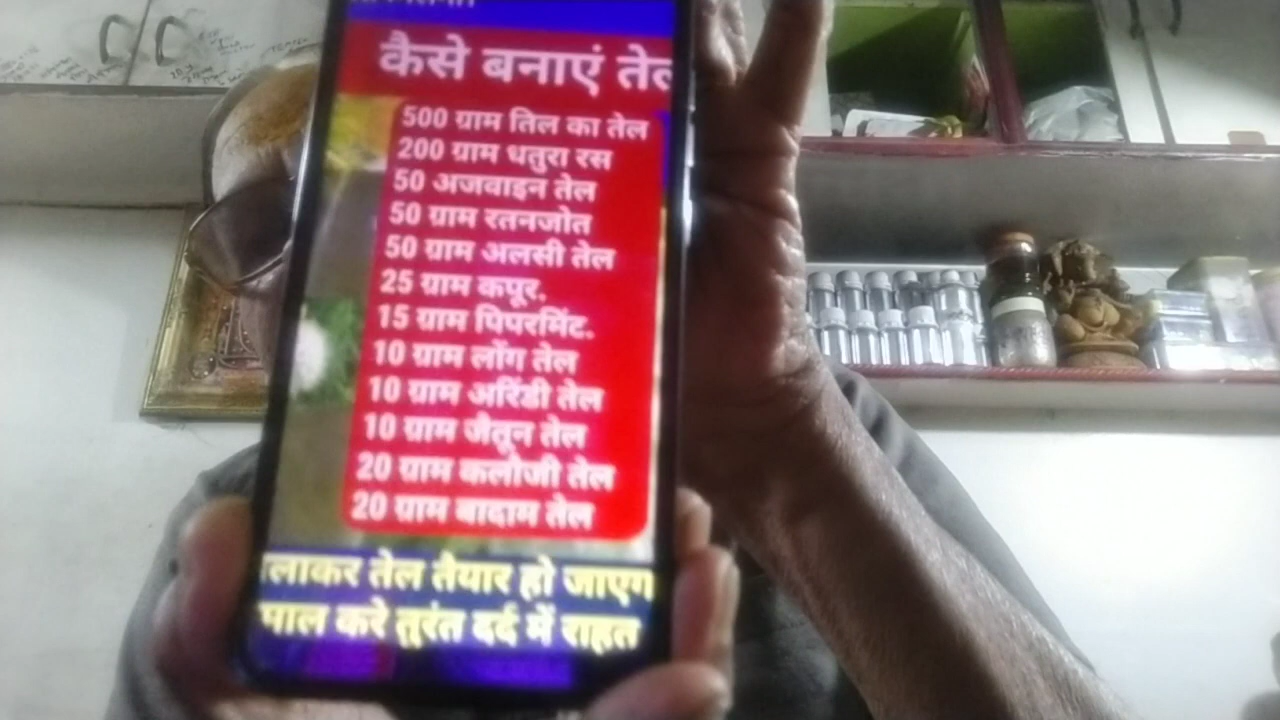 कैसे बनाएं तेल
500 ग्राम तिल का तेल
200 ग्राम धतुरा रस
50 अजवाइन तेल
50 ग्राम रतनजोत
50 ग्राम अलसी तेल
25 ग्राम कपूर.
15 ग्राम पिपरमिंट.
10 ग्राम लोंग तेल
10 ग्राम अरिंडी तेल
10 ग्राम जैतून तेल
20 ग्राम कलोंजी तेल
20 ग्राम बादाम तेल
तेल तैयार हो
करे तुरंत दर्द में राहत